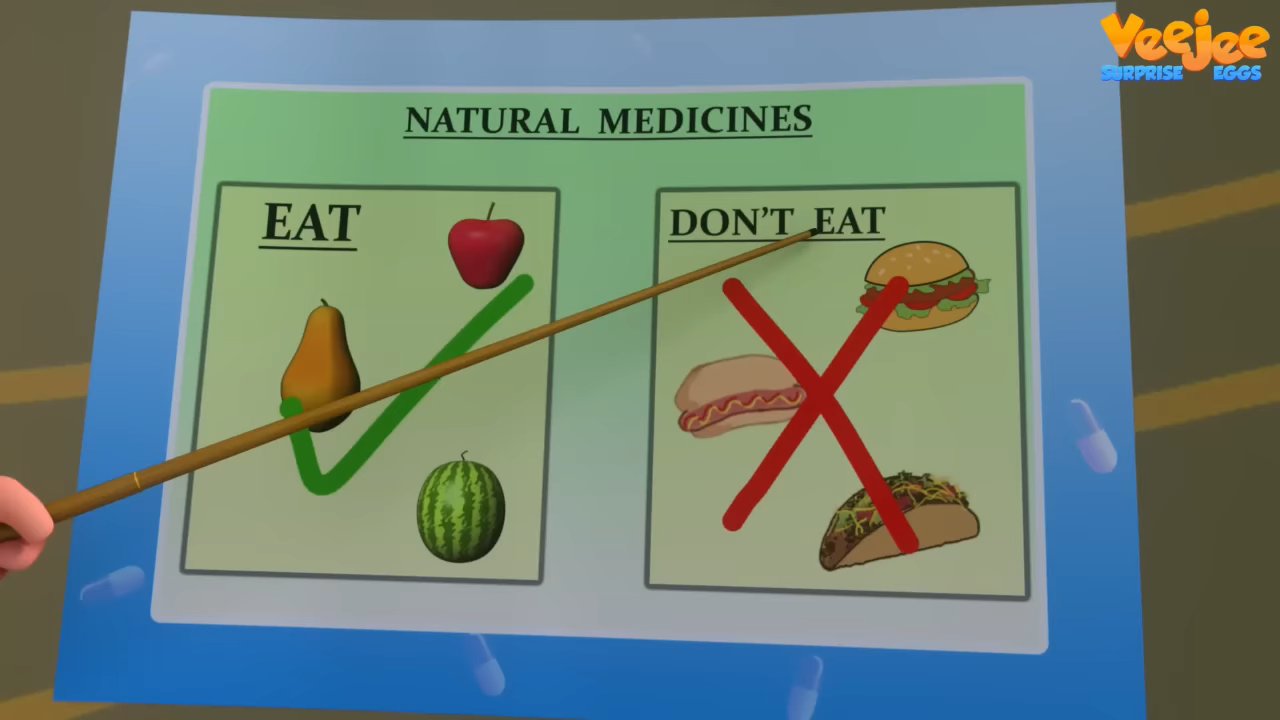 VeeJee
SURPRISE EGGS
NATURAL MEDICINES
EAT
DON'T EAT